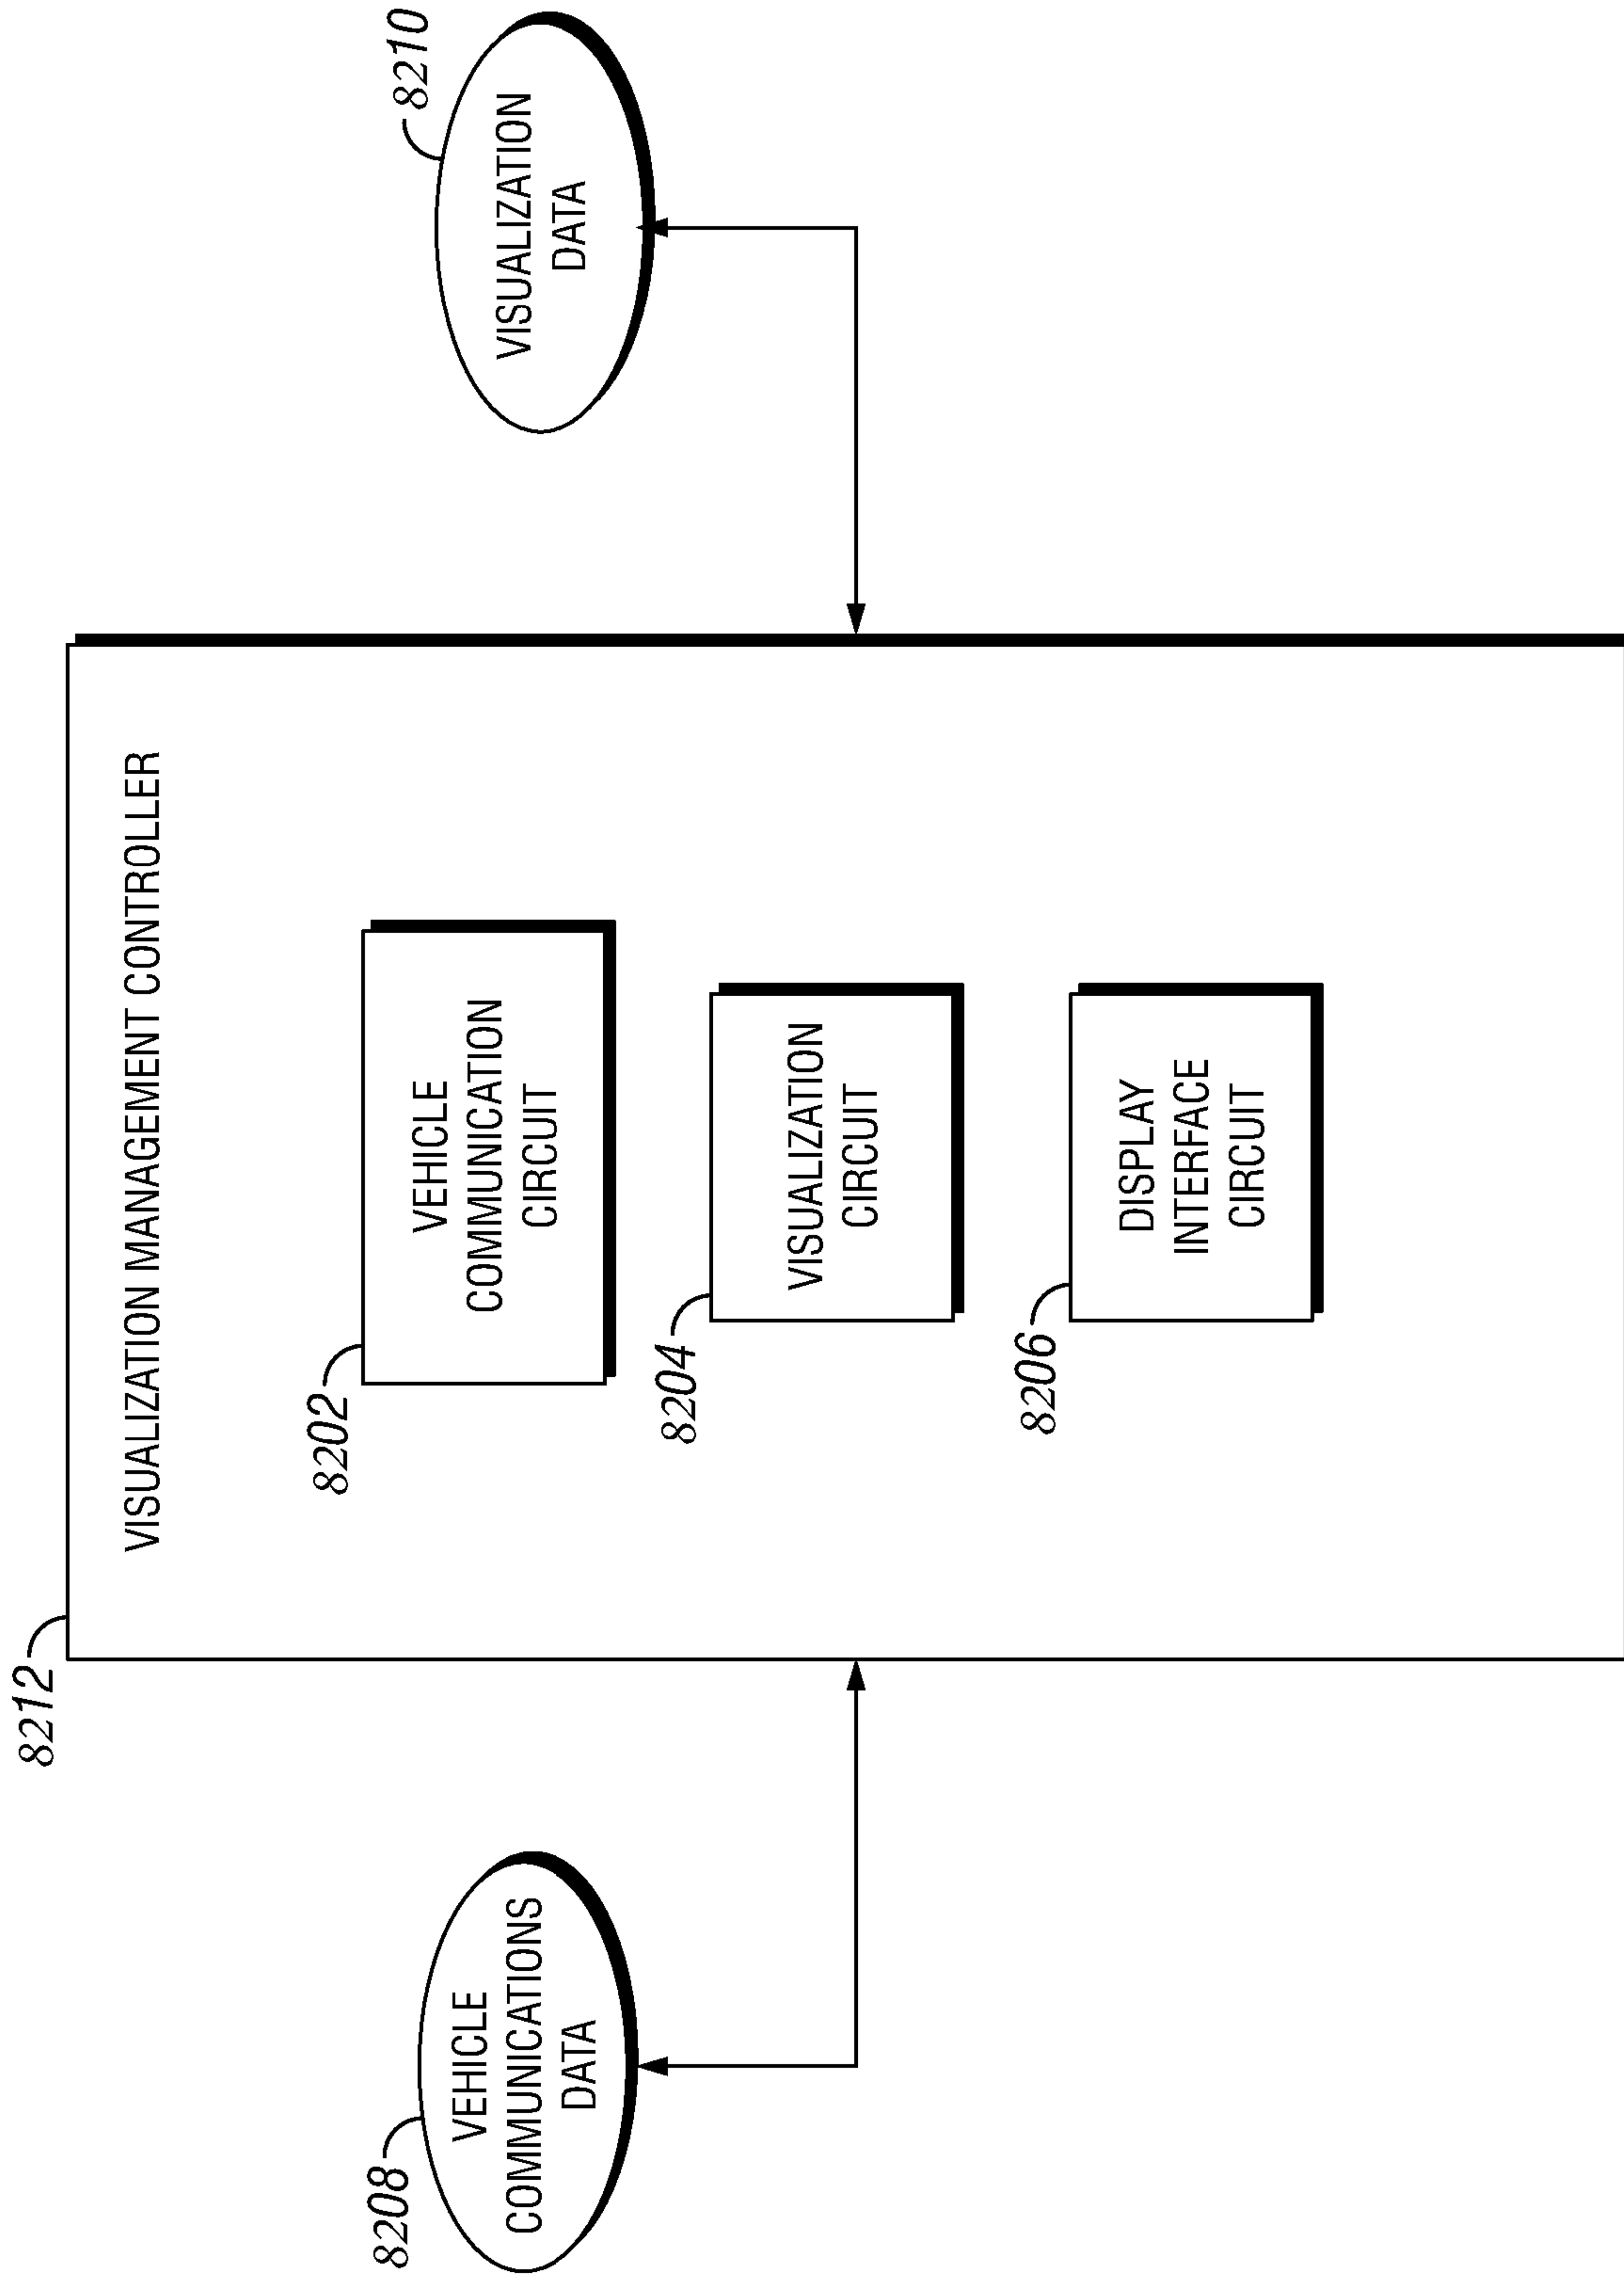 8212
VISUALIZATION MANAGEMENT CONTROLLER
8208
VEHICLE
COMMUNICATIONS
DATA
8202
VEHICLE
COMMUNICATION
CIRCUIT
8204
VISUALIZATION
CIRCUIT
8206
DISPLAY
INTERFACE
CIRCUIT
8210
VISUALIZATION
DATA